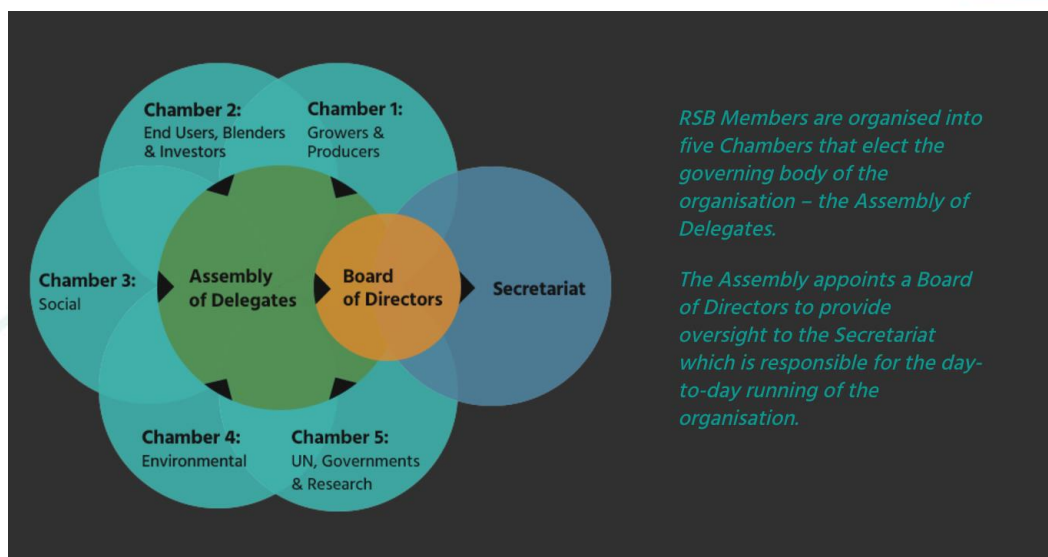 Chamber 2:
End Users, Blenders
& Investors
Chamber 1:
Growers &
Producers
Chamber 3:
Social
Assembly
of Delegates
Board
of Directors
Secretariat
Chamber 4:
Environmental
Chamber 5:
UN, Governments
& Research
RSB Members are organised into
five Chambers that elect the
governing body of the
organisation – the Assembly of
Delegates.
The Assembly appoints a Board
of Directors to provide
oversight to the Secretariat
which is responsible for the day-
to-day running of the
organisation.